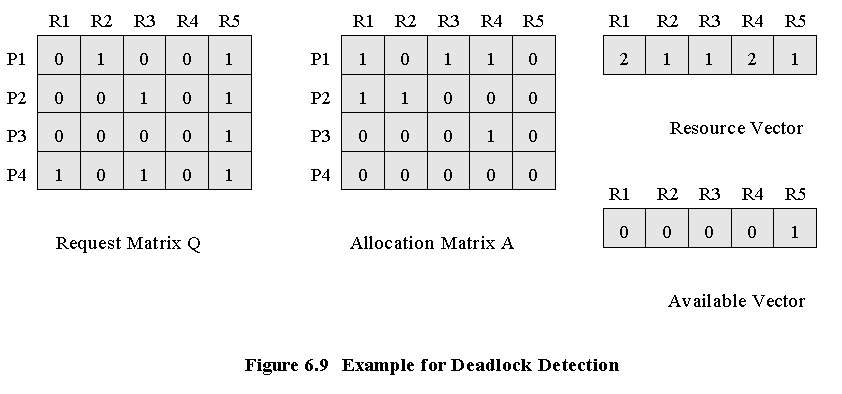 R1 R2 R3 R4 R5
P1 0 1 0 0 1
P2 0 0 1 0 1
P3 0 0 0 0 1
P4 1 0 1 0 1
Request Matrix Q
R1 R2 R3 R4 R5
P1 1 0 1 1 0
P2 1 1 0 0 0
P3 0 0 0 1 0
P4 0 0 0 0 0
Allocation Matrix A
R1 R2 R3 R4 R5
2 1 1 2 1
Resource Vector
R1 R2 R3 R4 R5
0 0 0 0 1
Available Vector
Figure 6.9 Example for Deadlock Detection